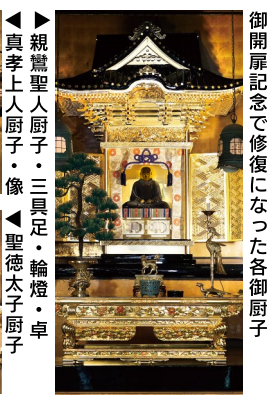 御開扉記念で修復になった各御厨子
▶親鸞聖人厨子・三具足・輪燈・卓
◀真孝上人厨子・像 ◀聖徳太子厨子